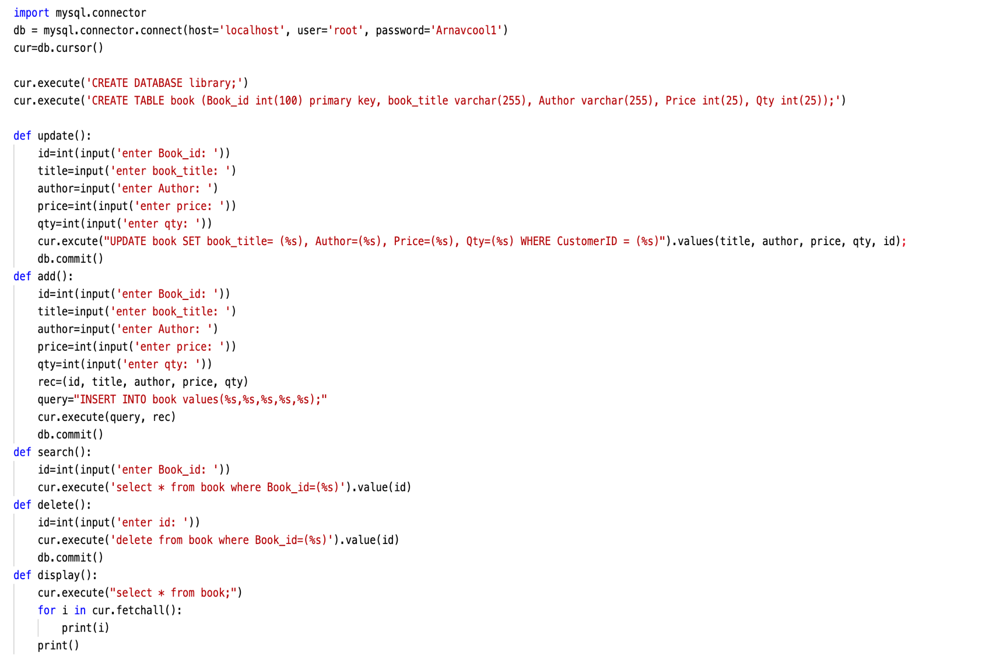 import mysql.connector
db = mysql.connector.connect(host='localhost', user='root', password='Arnavcool1')
cur=db.cursor()

cur.execute('CREATE DATABASE library;')
cur.execute('CREATE TABLE book (Book_id int(100) primary key, book_title varchar(255), Author varchar(255), Price int(25), Qty int(25));')

def update():
    id=int(input('enter Book_id: '))
    title=input('enter book_title: ')
    author=input('enter Author: ')
    price=int(input('enter price: '))
    qty=int(input('enter qty: '))
    cur.excute("UPDATE book SET book_title= (%s), Author=(%s), Price=(%s), Qty=(%s) WHERE CustomerID = (%s)").values(title, author, price, qty, id);
    db.commit()
def add():
    id=int(input('enter Book_id: '))
    title=input('enter book_title: ')
    author=input('enter Author: ')
    price=int(input('enter price: '))
    qty=int(input('enter qty: '))
    rec=(id, title, author, price, qty)
    query="INSERT INTO book values(%s,%s,%s,%s,%s);"
    cur.execute(query, rec)
    db.commit()
def search():
    id=int(input('enter Book_id: '))
    cur.execute('select * from book where Book_id=(%s)').value(id)
def delete():
    id=int(input('enter id: '))
    cur.execute('delete from book where Book_id=(%s)').value(id)
    db.commit()
def display():
    cur.execute("select * from book;")
    for i in cur.fetchall():
        print(i)
    print()